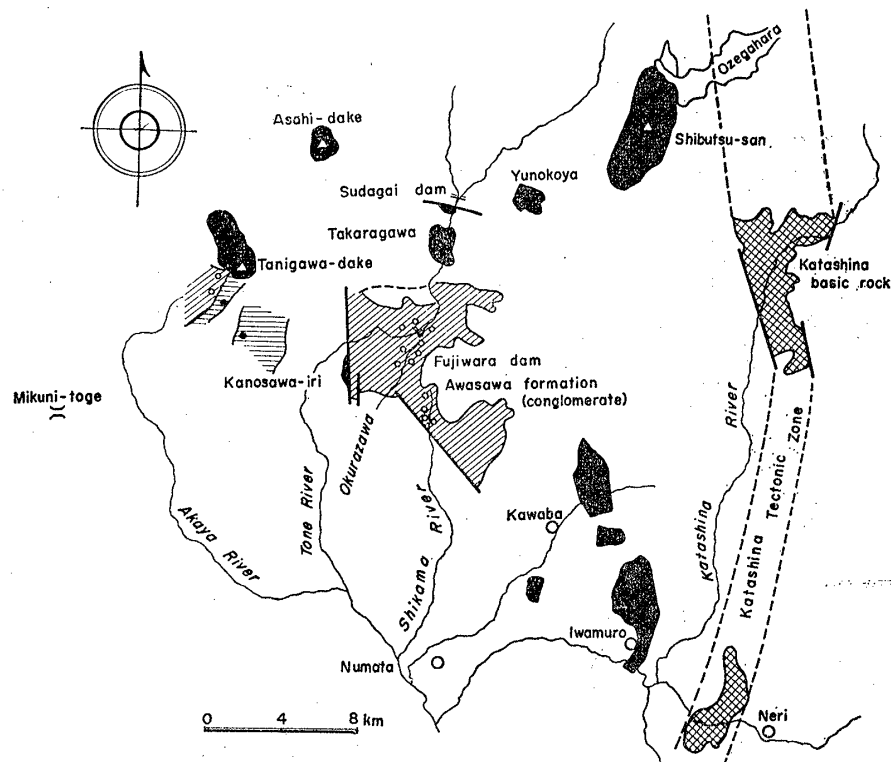 Ozegahara
Asahi-dake
Shibutsu-san
Yunokoya
Sudagai dam
Takaragawa
Tanigawa-dake
Katashina
basic rock
Fujiwara dam
Kanosawa-iri
Awasawa formation
(conglomerate)
Mikuni-toge
Okurazawa
River
Katashina
Katashina Tectonic Zone
Tone River
Akaya River
Shikama River
Kawaba
Iwamuro
Numata
Neri
0 4 8 km